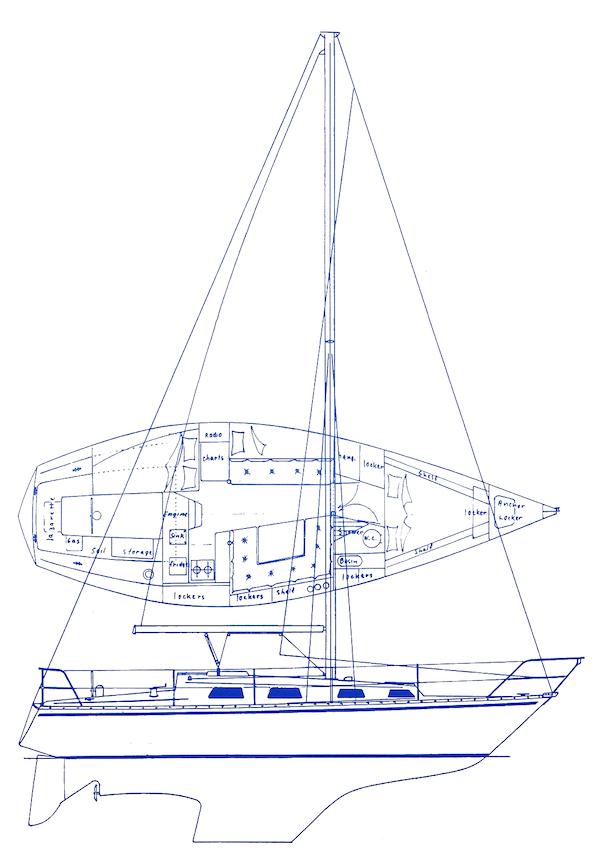 Radio
charts
hang.
locker
Shelf
locker
Anchor
Locker
lazarette
Engine
Sink
Shower
W.C.
Gas
Sail
Storage
Shelf
fridge
Basin
lockers
lockers
lockers
Shelf